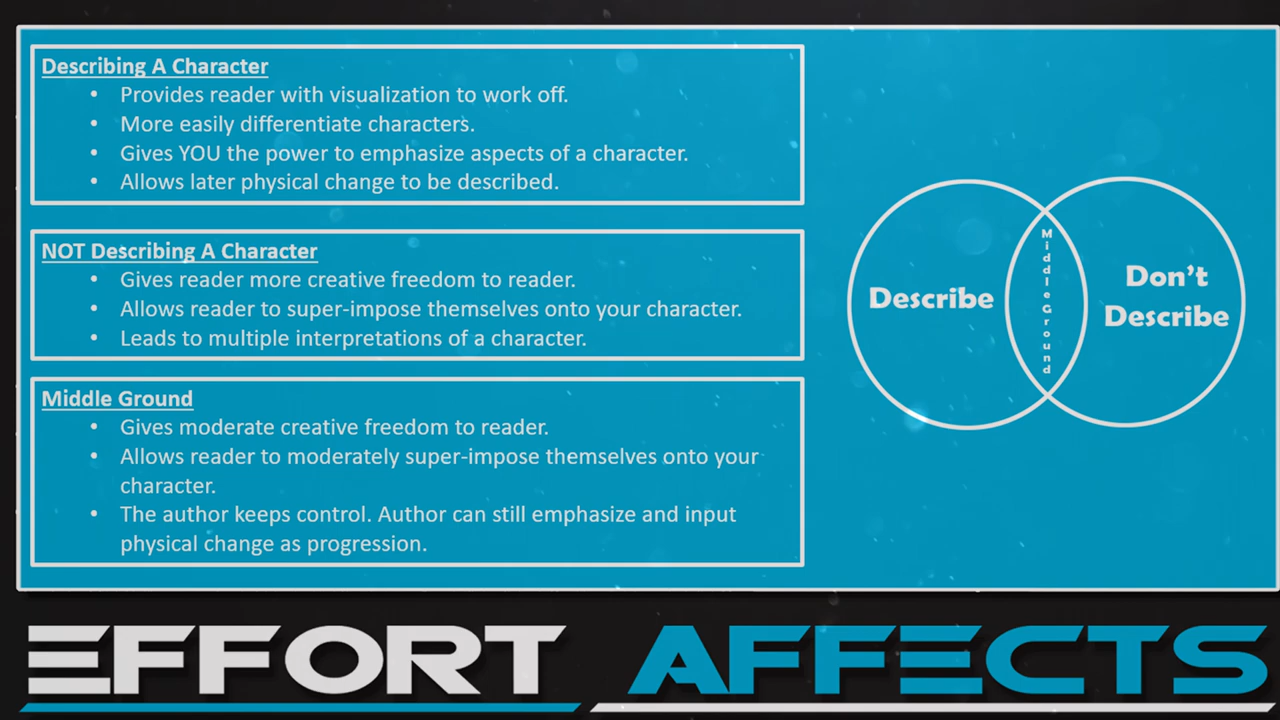 Describing A Character
• Provides reader with visualization to work off.
• More easily differentiate characters.
• Gives YOU the power to emphasize aspects of a character.
• Allows later physical change to be described.
NOT Describing A Character
• Gives reader more creative freedom to reader.
• Allows reader to super-impose themselves onto your character.
• Leads to multiple interpretations of a character.
Middle Ground
• Gives moderate creative freedom to reader.
• Allows reader to moderately super-impose themselves onto your
character.
• The author keeps control. Author can still emphasize and input
physical change as progression.
Describe
MiddleGround
Don't
Describe
EFFORT AFFECTS